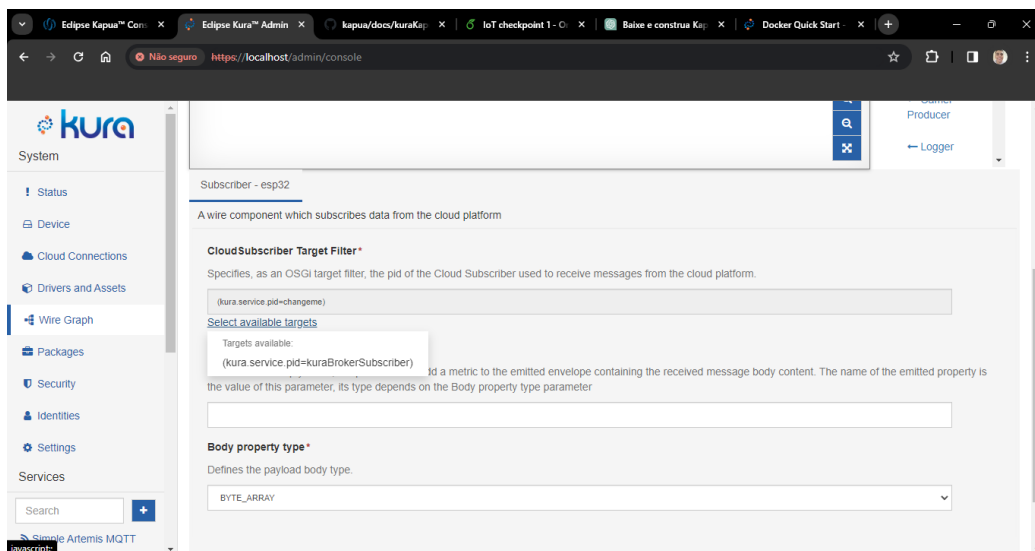 Eclipse Kapua™ Cons
Eclipse Kura™ Admin
kapua/docs/kuraKap
IoT checkpoint 1 - O
Baixe e construa Kap
Docker Quick Start -
Não seguro
https://localhost/admin/console
kura
System
Status
Device
Cloud Connections
Drivers and Assets
Wire Graph
Packages
Security
Identities
Settings
Services
Search
+
Simple Artemis MQTT
javascript:;
Producer
Logger
Subscriber - esp32
A wire component which subscribes data from the cloud platform
CloudSubscriber Target Filter*
Specifies, as an OSGi target filter, the pid of the Cloud Subscriber used to receive messages from the cloud platform.
(kura.service.pid=changeme)
Select available targets
Targets available:
(kura.service.pid=kuraBrokerSubscriber)
dd a metric to the emitted envelope containing the received message body content. The name of the emitted property is
the value of this parameter, its type depends on the Body property type parameter
Body property type*
Defines the payload body type.
BYTE_ARRAY